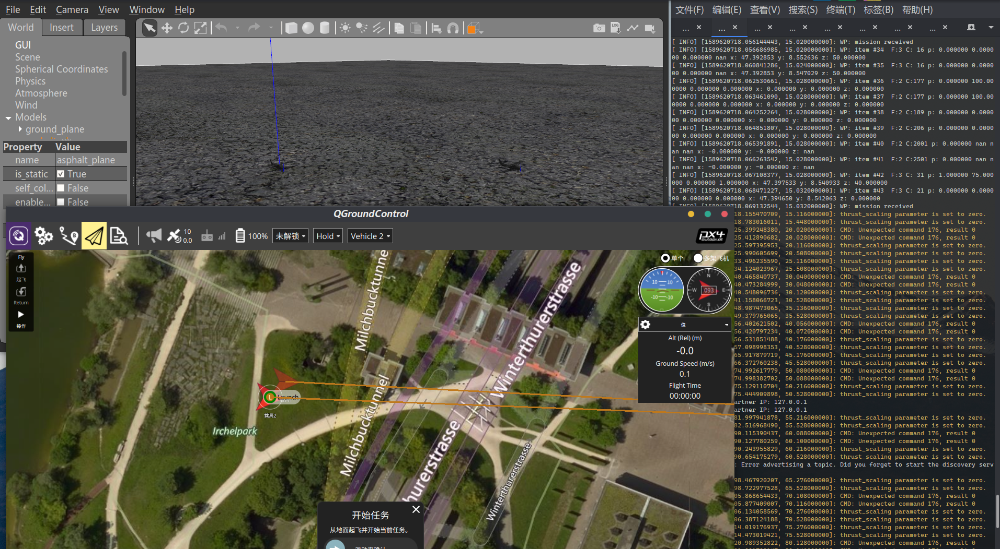 File Edit Camera View Window Help
World Insert Layers
GUI
Scene
Spherical Coordinates
Physics
Atmosphere
Wind
Models
ground_plane
Property Value
name asphalt_plane
is_static True
self_col... False
enable... False
LOG
文件(F) 编辑(E) 查看(V) 搜索(S) 终端(T) 标签(B) 帮助(H)
... ... ... ... ... ... ... ...
[ INFO] [1589620718.056144443, 15.020000000]: WP: mission received
[ INFO] [1589620718.056686985, 15.020000000]: WP: item #34  F:3 C: 16 p: 0.000000 0.0000
00 0.000000 nan x: 47.392853 y: 8.552636 z: 50.000000
[ INFO] [1589620718.060841286, 15.024000000]: WP: item #35  F:3 C: 16 p: 0.000000 0.0000
00 0.000000 nan x: 47.392853 y: 8.547029 z: 50.000000
[ INFO] [1589620718.062530661, 15.028000000]: WP: item #36  F:2 C:177 p: 0.000000 100.00
0000 0.000000 0.000000 x: 0.000000 y: 0.000000 z: 0.000000
[ INFO] [1589620718.063461090, 15.028000000]: WP: item #37  F:2 C:177 p: 0.000000 100.00
0000 0.000000 0.000000 x: 0.000000 y: 0.000000 z: 0.000000
[ INFO] [1589620718.064252264, 15.028000000]: WP: item #38  F:2 C:189 p: 0.000000 0.0000
00 0.000000 0.000000 x: 0.000000 y: 0.000000 z: 0.000000
[ INFO] [1589620718.064851807, 15.028000000]: WP: item #39  F:2 C:206 p: 0.000000 0.0000
00 0.000000 0.000000 x: 0.000000 y: 0.000000 z: 0.000000
[ INFO] [1589620718.065391891, 15.028000000]: WP: item #40  F:2 C:2001 p: 0.000000 nan n
an nan x: -0.000000 y: -0.000000 z: nan
[ INFO] [1589620718.066263542, 15.028000000]: WP: item #41  F:2 C:2501 p: 0.000000 nan n
an nan x: -0.000000 y: -0.000000 z: nan
[ INFO] [1589620718.067108377, 15.028000000]: WP: item #42  F:3 C: 31 p: 1.000000 75.000
000 0.000000 1.000000 x: 47.397533 y: 8.540933 z: 40.000000
[ INFO] [1589620718.068471227, 15.032000000]: WP: item #43  F:3 C: 21 p: 0.000000 0.0000
00 0.000000 0.000000 x: 47.394650 y: 8.542063 z: 0.000000
.069132544, 15.032000000]: WP: mission received
18.155470709, 15.116000000]: thrust_scaling parameter is set to zero.
18.783016011, 15.448000000]: thrust_scaling parameter is set to zero.
25.399248380, 20.020000000]: CMD: Unexpected command 176, result 0
25.412890682, 20.028000000]: CMD: Unexpected command 176, result 0
25.597395953, 20.116000000]: thrust_scaling parameter is set to zero.
25.990605690, 20.508000000]: thrust_scaling parameter is set to zero.
33.496235590, 25.116000000]: thrust_scaling parameter is set to zero.
34.124023967, 25.508000000]: thrust_scaling parameter is set to zero.
40.465840737, 30.040000000]: CMD: Unexpected command 176, result 0
40.473284999, 30.048000000]: CMD: Unexpected command 176, result 0
40.548096736, 30.120000000]: thrust_scaling parameter is set to zero.
41.158066723, 30.528000000]: thrust_scaling parameter is set to zero.
48.987473065, 35.136000000]: thrust_scaling parameter is set to zero.
49.379765065, 35.528000000]: thrust_scaling parameter is set to zero.
56.402621502, 40.056000000]: CMD: Unexpected command 176, result 0
56.420797234, 40.072000000]: CMD: Unexpected command 176, result 0
56.531851488, 40.176000000]: thrust_scaling parameter is set to zero.
57.098998353, 40.528000000]: thrust_scaling parameter is set to zero.
65.917879719, 45.176000000]: thrust_scaling parameter is set to zero.
66.372760238, 45.528000000]: thrust_scaling parameter is set to zero.
74.992617779, 50.080000000]: CMD: Unexpected command 176, result 0
74.998382702, 50.088000000]: CMD: Unexpected command 176, result 0
75.129110704, 50.216000000]: thrust_scaling parameter is set to zero.
75.444909898, 50.528000000]: thrust_scaling parameter is set to zero.
artner IP: 127.0.0.1
artner IP: 127.0.0.1
81.997941878, 55.216000000]: thrust_scaling parameter is set to zero.
82.516968490, 55.528000000]: thrust_scaling parameter is set to zero.
90.115390437, 60.088000000]: CMD: Unexpected command 176, result 0
90.127780259, 60.100000000]: CMD: Unexpected command 176, result 0
90.243955829, 60.216000000]: thrust_scaling parameter is set to zero.
90.654175279, 60.528000000]: thrust_scaling parameter is set to zero.
: Error advertising a topic. Did you forget to start the discovery serv
98.467920207, 65.276000000]: thrust_scaling parameter is set to zero.
98.722977528, 65.528000000]: thrust_scaling parameter is set to zero.
05.868654433, 70.108000000]: CMD: Unexpected command 176, result 0
05.877409007, 70.116000000]: CMD: Unexpected command 176, result 0
06.134058569, 70.276000000]: thrust_scaling parameter is set to zero.
06.387124188, 70.528000000]: thrust_scaling parameter is set to zero.
14.019176937, 75.276000000]: thrust_scaling parameter is set to zero.
14.473019421, 75.528000000]: thrust_scaling parameter is set to zero.
20.989352822, 80.128000000]: CMD: Unexpected command 176, result 0
QGroundControl
10
0.0
100% 未解锁 Hold Vehicle 2
px4
autopilot
Fly
起飞
Return
操作
单个 多架飞机
10 10
-10 -10
N
W 093 E
S
值
Alt (Rel) (m)
-0.0
Ground Speed (m/s)
0.1
Flight Time
00:00:00
Milchbucktunne
Milchbucktunnel
Milchbucktunnel
Winterthurerstrasse
hurerstrasse
Winterthurerstrasse
L Launch
载具2
Irchelpark
开始任务
从地面起飞并开始当前任务。